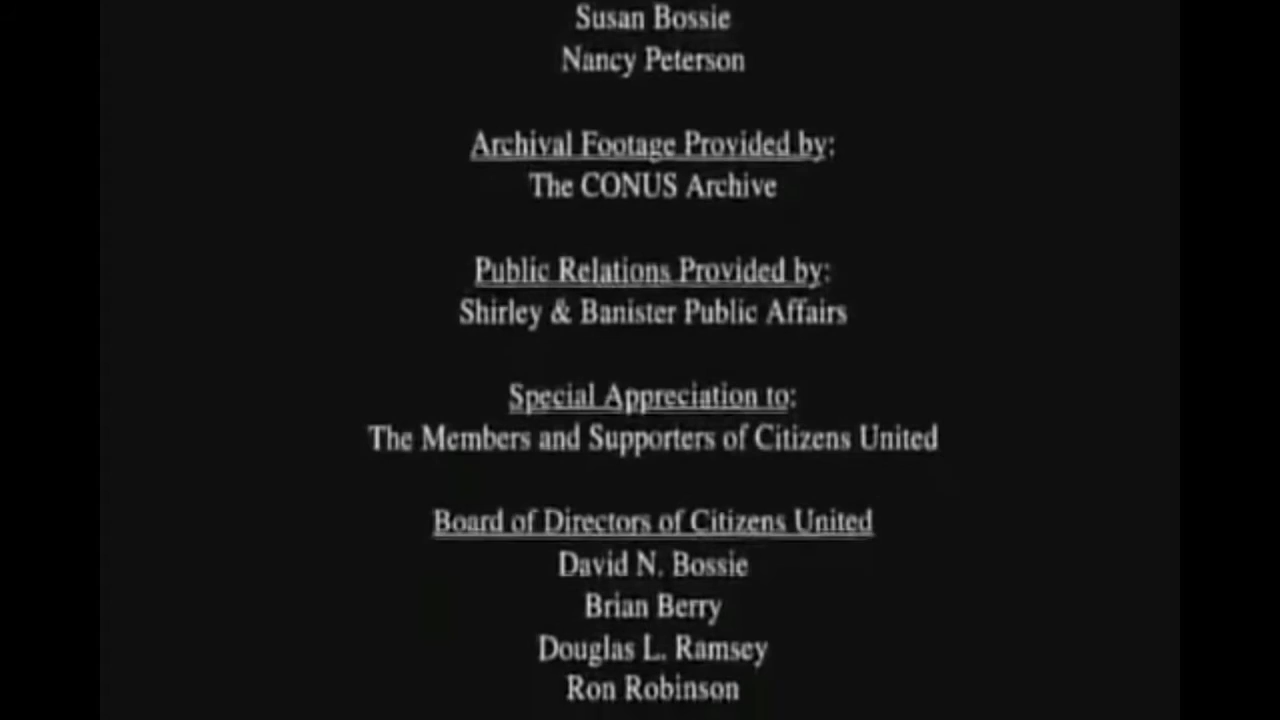 Susan Bossie
Nancy Peterson
Archival Footage Provided by:
The CONUS Archive
Public Relations Provided by:
Shirley & Banister Public Affairs
Special Appreciation to:
The Members and Supporters of Citizens United
Board of Directors of Citizens United
David N. Bossie
Brian Berry
Douglas L. Ramsey
Ron Robinson